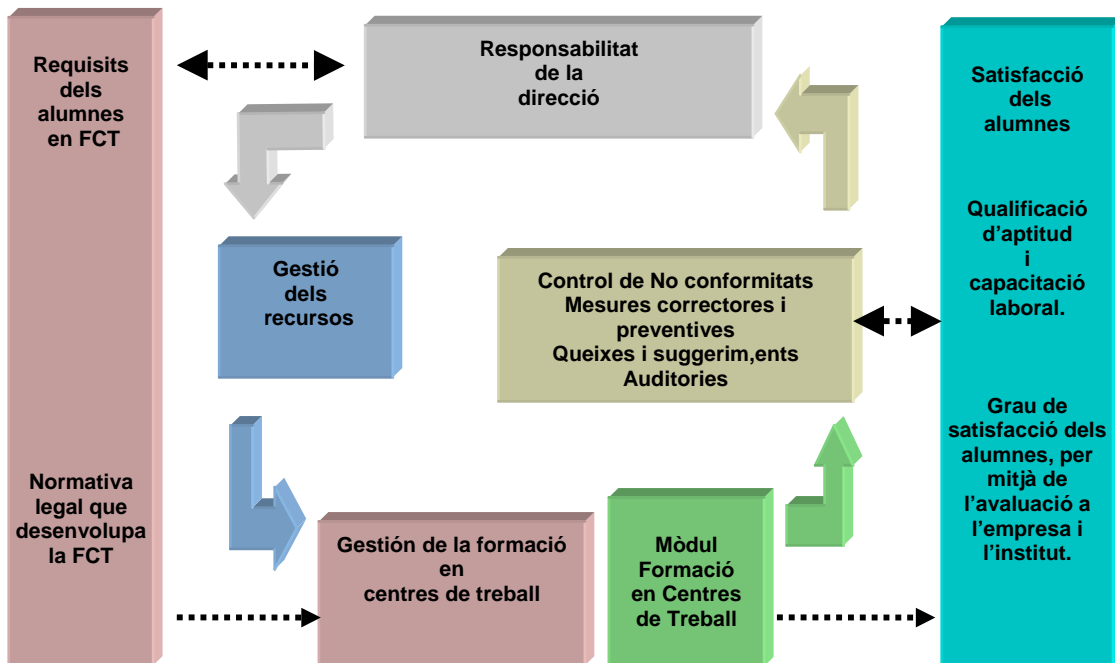 Requisits
dels
alumnes
en FCT
Normativa
legal que
desenvolupa
la FCT
Responsabilitat
de la
direcció
Gestió
dels
recursos
Control de No conformitats
Mesures correctores i
preventives
Queixes i suggerim,ents
Auditories
Gestión de la formació
en
centres de treball
Mòdul
Formació
en Centres
de Treball
Satisfacció
dels
alumnes
Qualificació
d'aptitud
i
capacitació
laboral.
Grau de
satisfacció dels
alumnes, per
mitjà de
l'avaluació a
l'empresa i
l'institut.